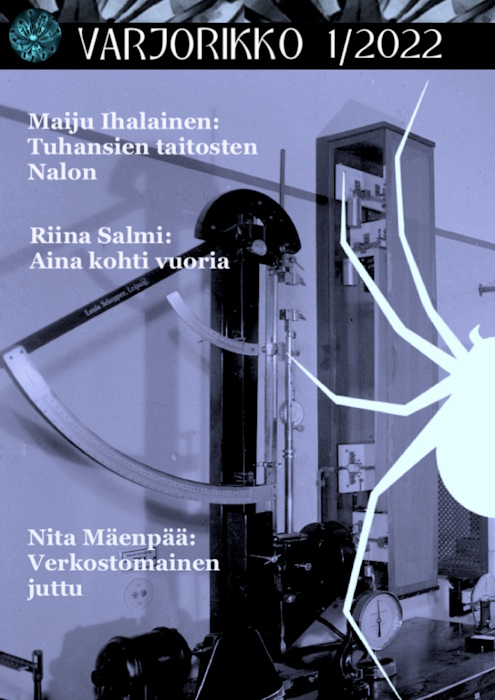 VARJORIKKO 1/2022
Maiju Ihalainen:
Tuhansien taitosten
Nalon
Riina Salmi:
Aina kohti vuoria
Louis Schopper, Leipzig.
Nita Mäenpää:
Verkostomainen
juttu